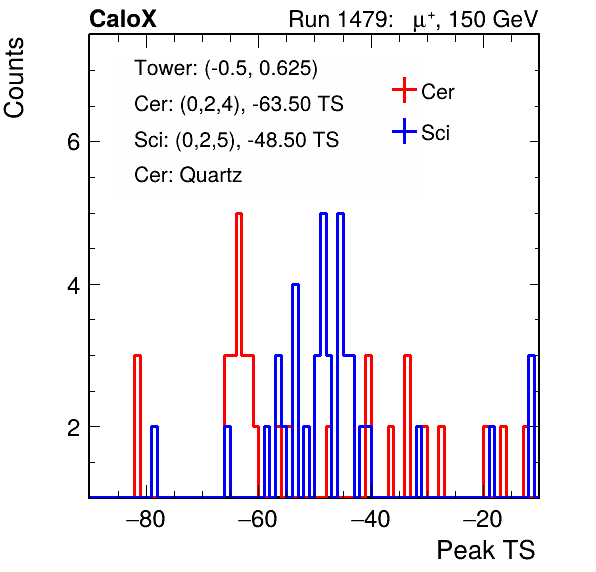 CaloX Run 1479: μ⁺, 150 GeV
Counts
Tower: (-0.5, 0.625)
Cer: (0,2,4), -63.50 TS
Sci: (0,2,5), -48.50 TS
Cer: Quartz
Cer
Sci
6
4
2
−80 −60 −40 −20
Peak TS